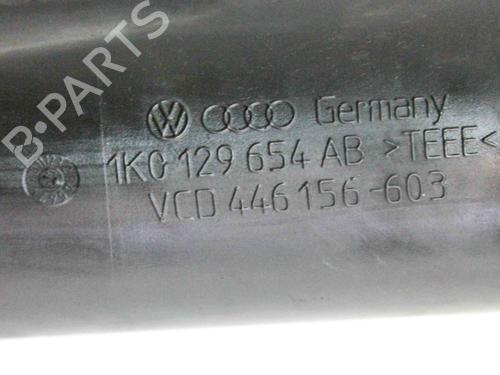 Germany
1K0 129 654 AB >TEEE<
VCD 446 156-603
B-PARTS